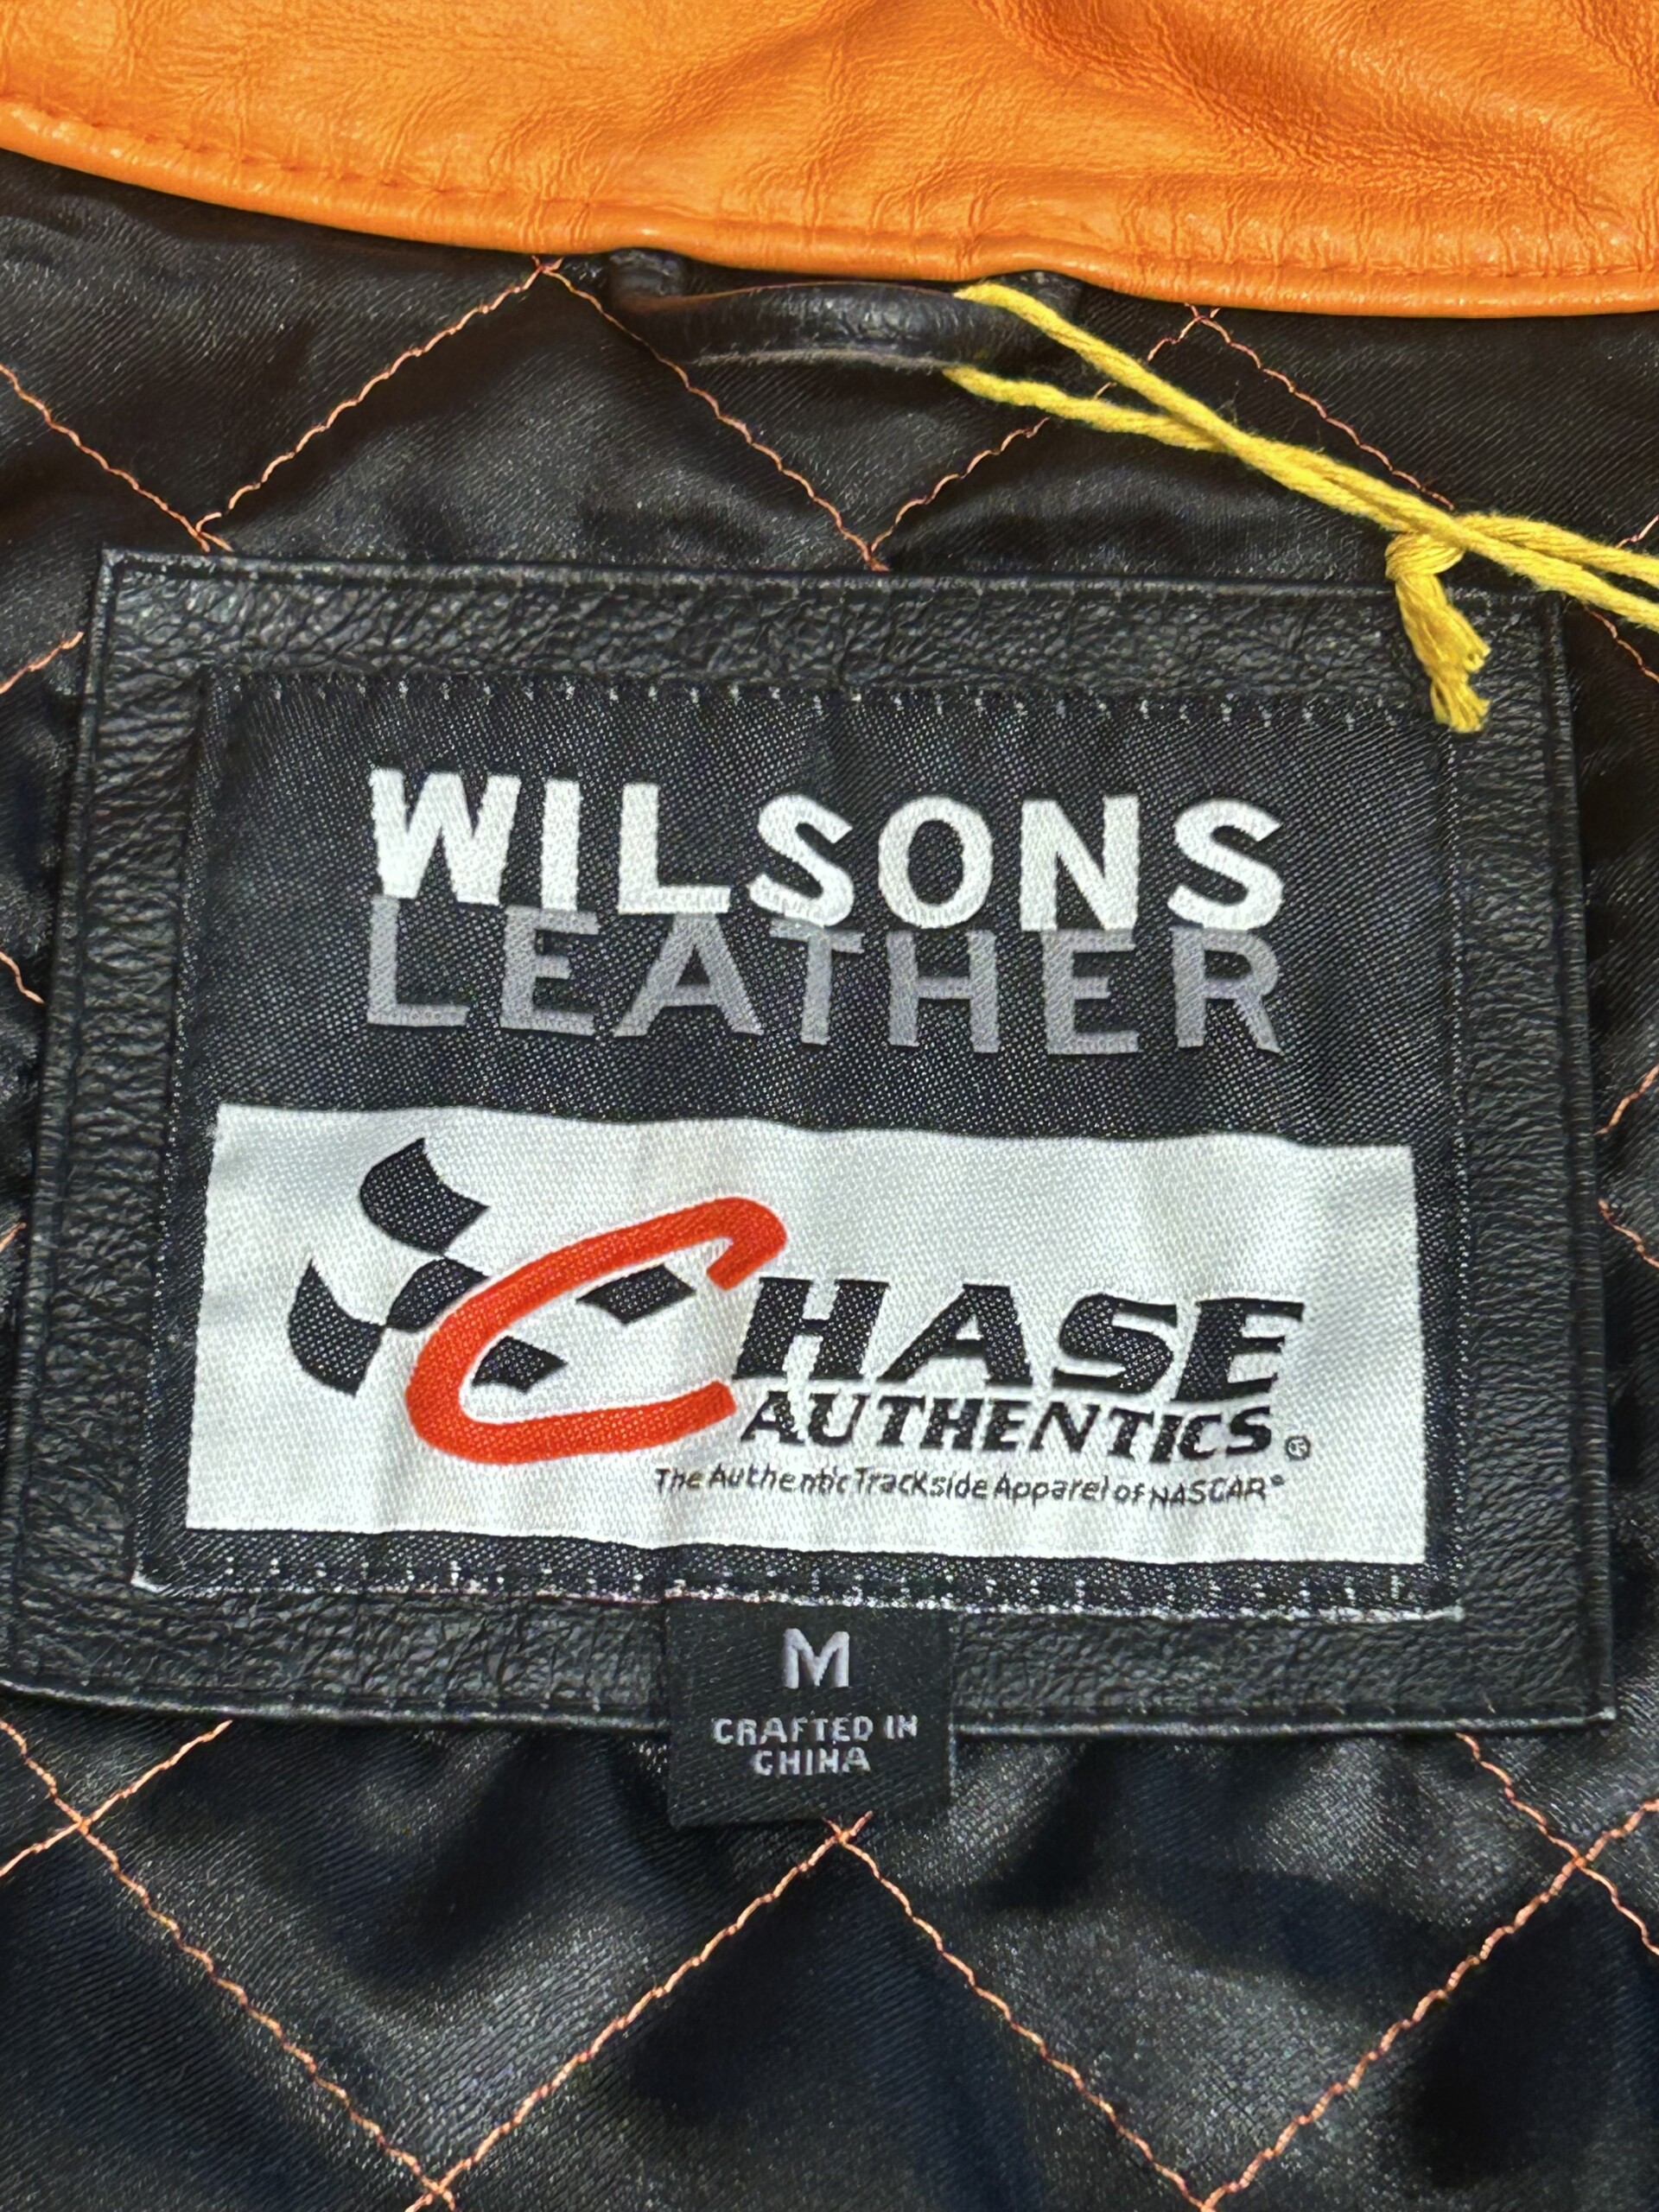 WILSONS
LEATHER
CHASE
AUTHENTICS®
The Authentic Trackside Apparel of NASCAR®
M
CRAFTED IN
CHINA